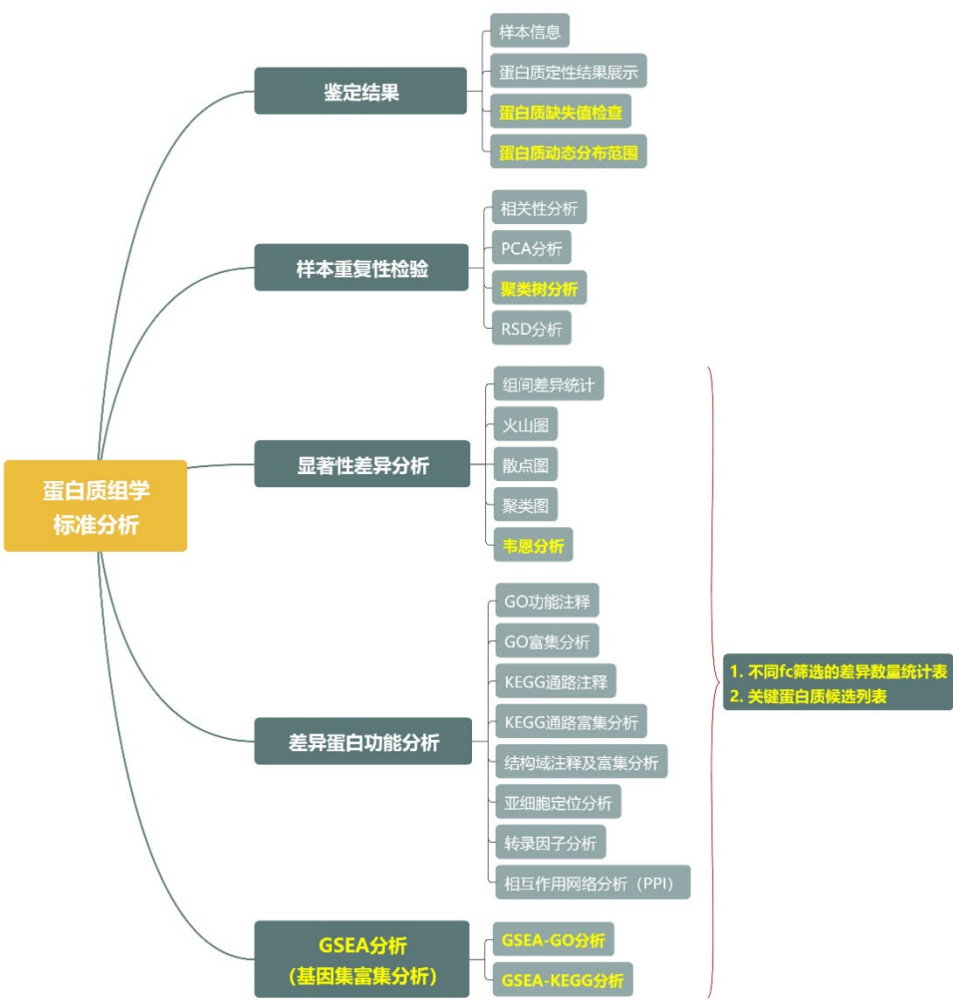 蛋白质组学
标准分析
鉴定结果
样本信息
蛋白质定性结果展示
蛋白质缺失值检查
蛋白质动态分布范围
样本重复性检验
相关性分析
PCA分析
聚类树分析
RSD分析
显著性差异分析
组间差异统计
火山图
散点图
聚类图
韦恩分析
差异蛋白功能分析
GO功能注释
GO富集分析
KEGG通路注释
KEGG通路富集分析
结构域注释及富集分析
亚细胞定位分析
转录因子分析
相互作用网络分析（PPI）
GSEA分析
（基因集富集分析）
GSEA-GO分析
GSEA-KEGG分析
1. 不同fc筛选的差异数量统计表
2. 关键蛋白质候选列表